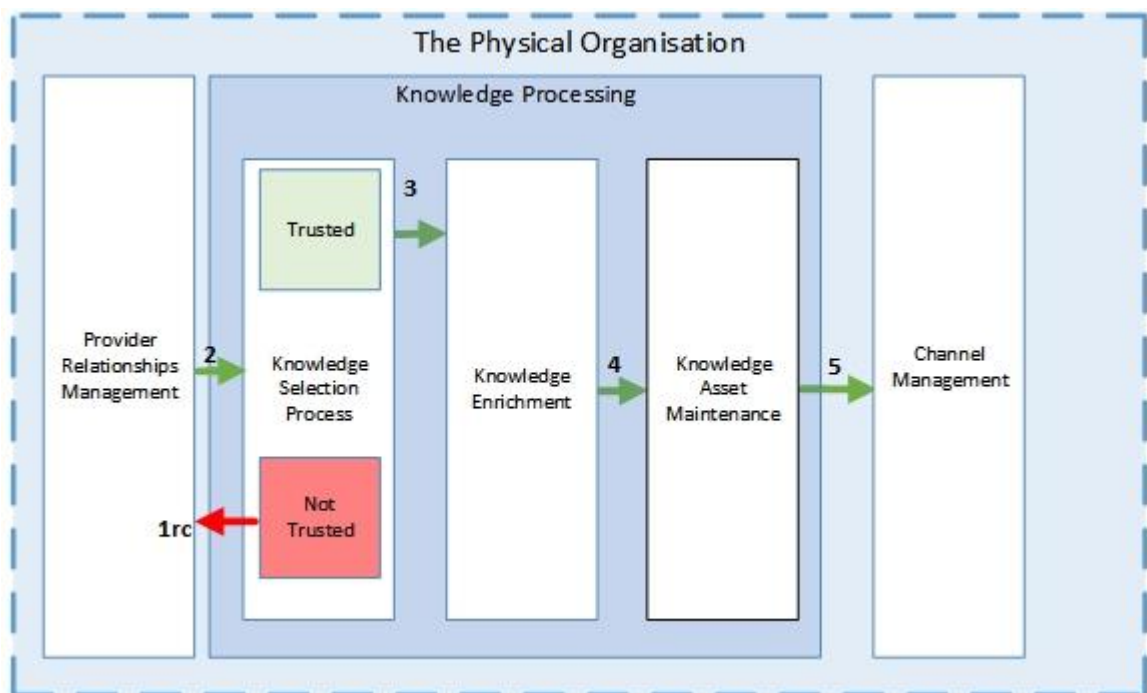 The Physical Organisation
Knowledge Processing
Provider
Relationships
Management
2
Trusted
Knowledge
Selection
Process
Not
Trusted
1rc
3
Knowledge
Enrichment
4
Knowledge
Asset
Maintenance
5
Channel
Management